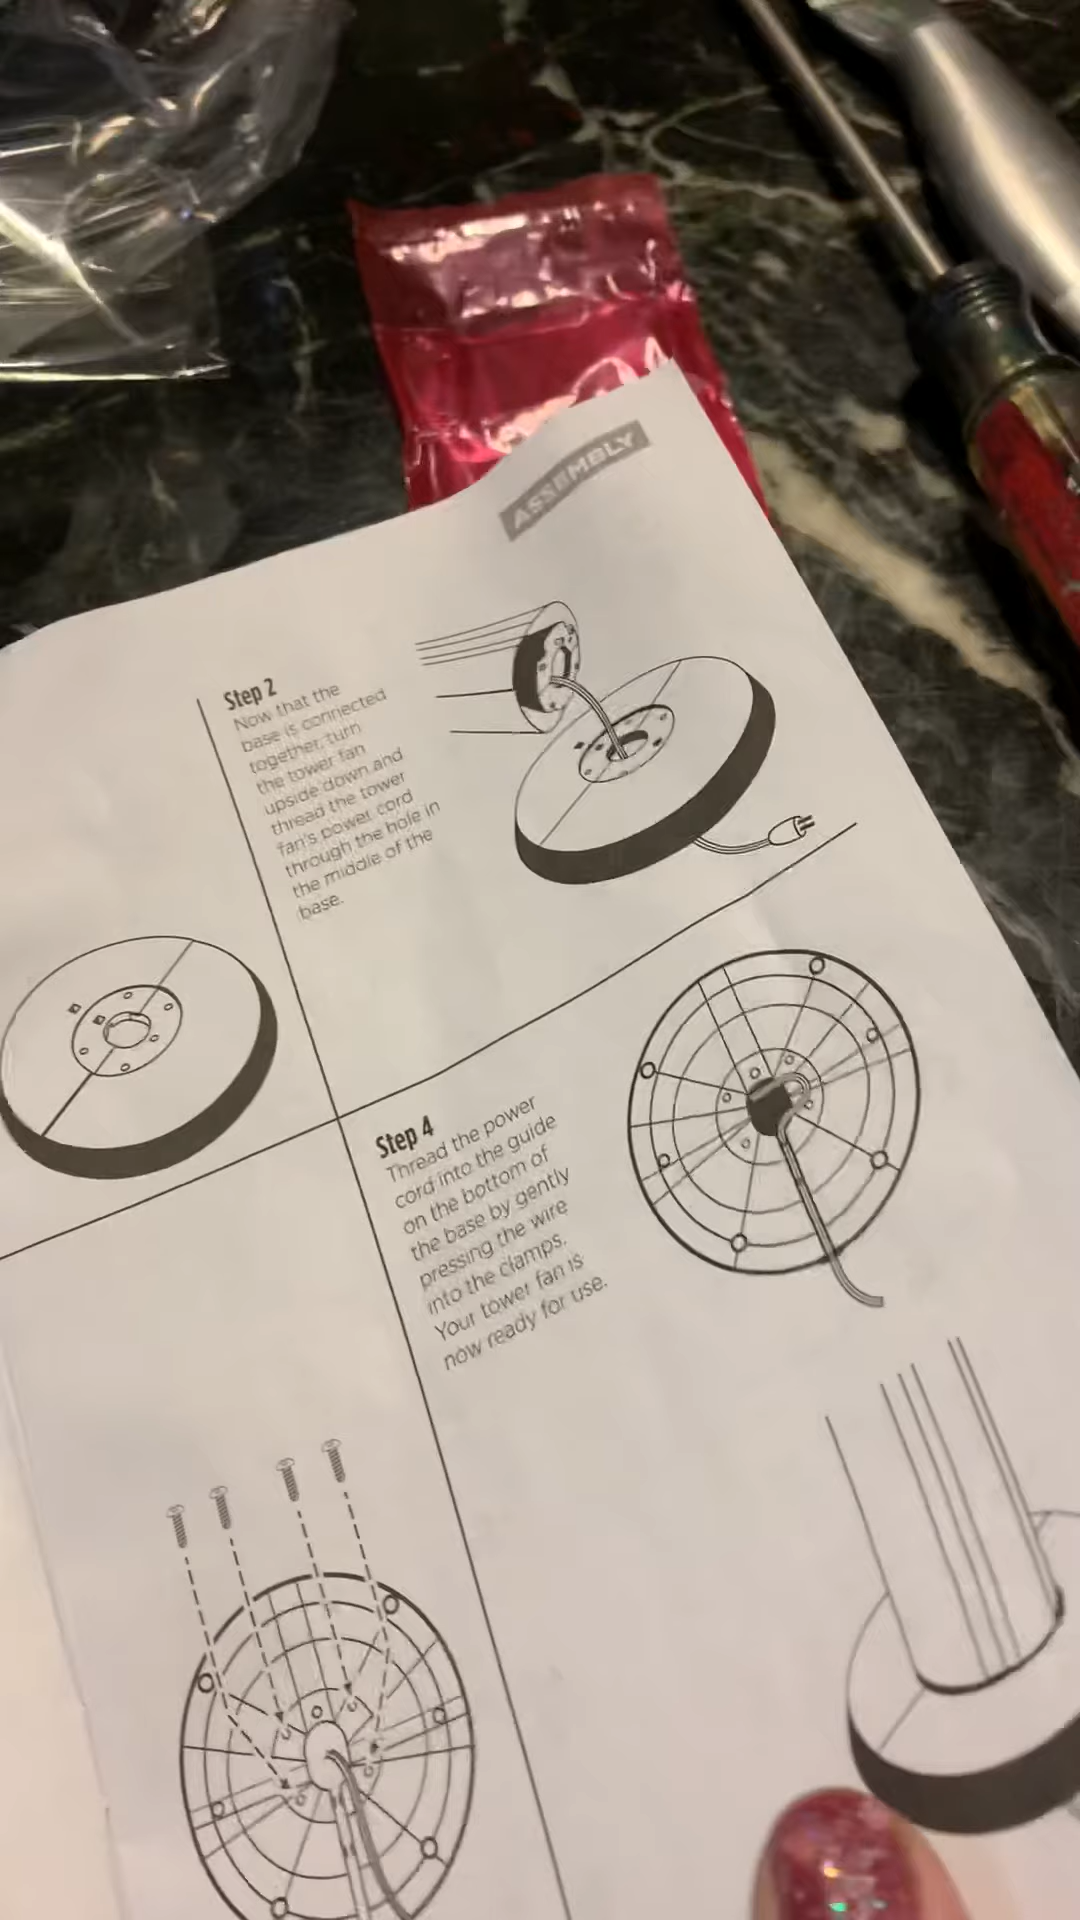 ASSEMBLY
Step 2
Now that the
base is connected
together, turn
the tower fan
upside down and
thread the tower
fan's power cord
through the hole in
the middle of the
base.
Step 4
Thread the power
cord into the guide
on the bottom of
the base by gently
pressing the wire
into the clamps.
Your tower fan is
now ready for use.